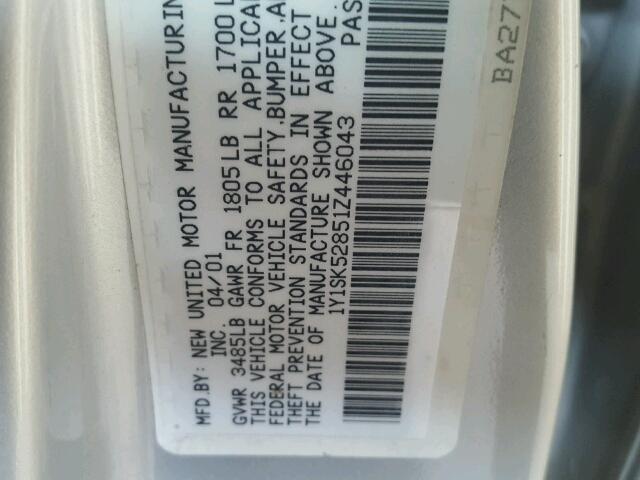 MFD.BY: NEW UNITED MOTOR MANUFACTURIN
INC. 04/01
GVWR 3485LB GAWR FR 1805LB RR 1700
THIS VEHICLE CONFORMS TO ALL APPLICA
FEDERAL MOTOR VEHICLE SAFETY,BUMPER,A
THEFT PREVENTION STANDARDS IN EFFECT
THE DATE OF MANUFACTURE SHOWN ABOVE.
1Y1SK52851Z446043 PAS
BA27